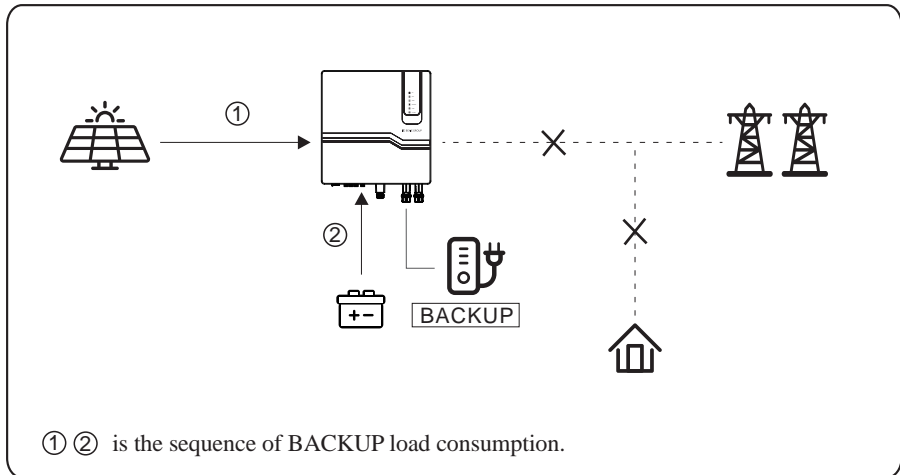 ①
②
+ -
BACKUP
① ② is the sequence of BACKUP load consumption.